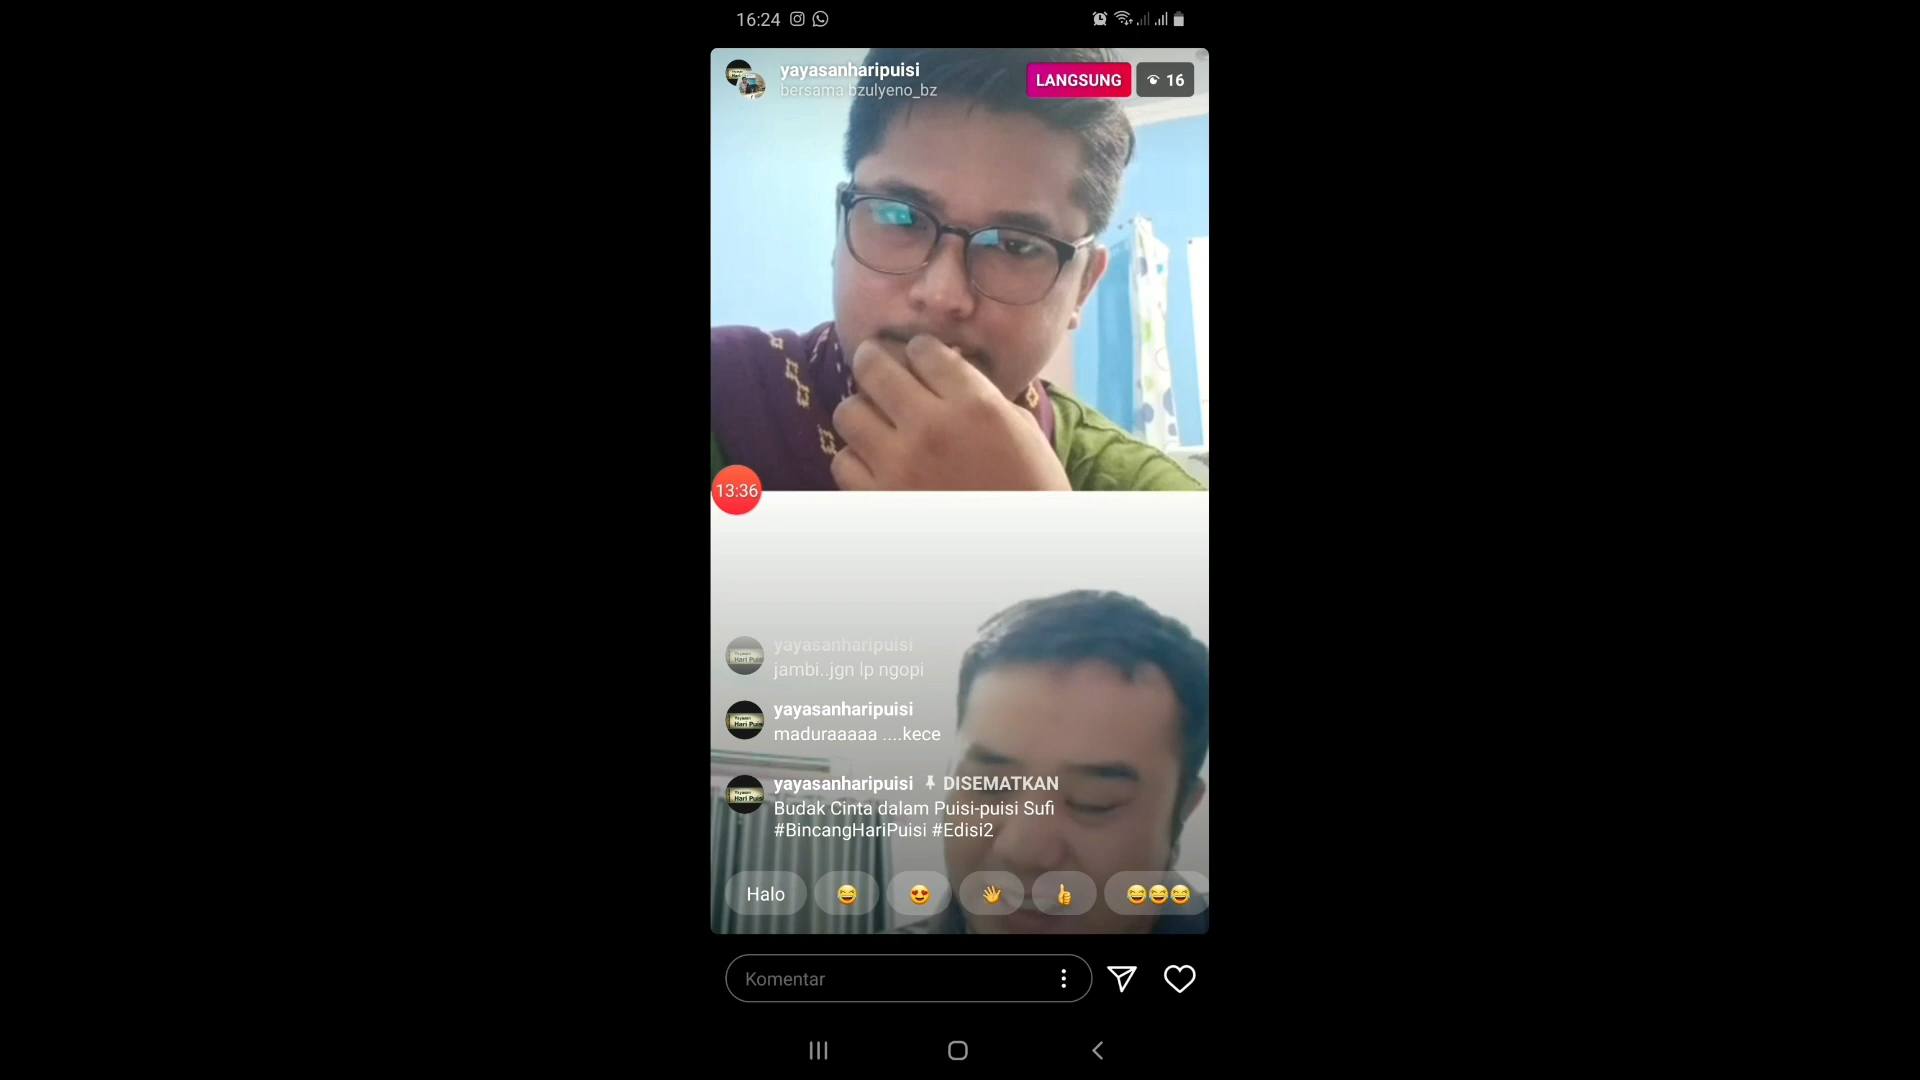 16:24
yayasanharipuisi
bersama bzulyeno_bz
LANGSUNG
16
13:36
yayasanharipuisi
jambi..jgn lp ngopi
yayasanharipuisi
maduraaaaa ....kece
yayasanharipuisi DISEMATKAN
Budak Cinta dalam Puisi-puisi Sufi
#BincangHariPuisi #Edisi2
Halo
Komentar